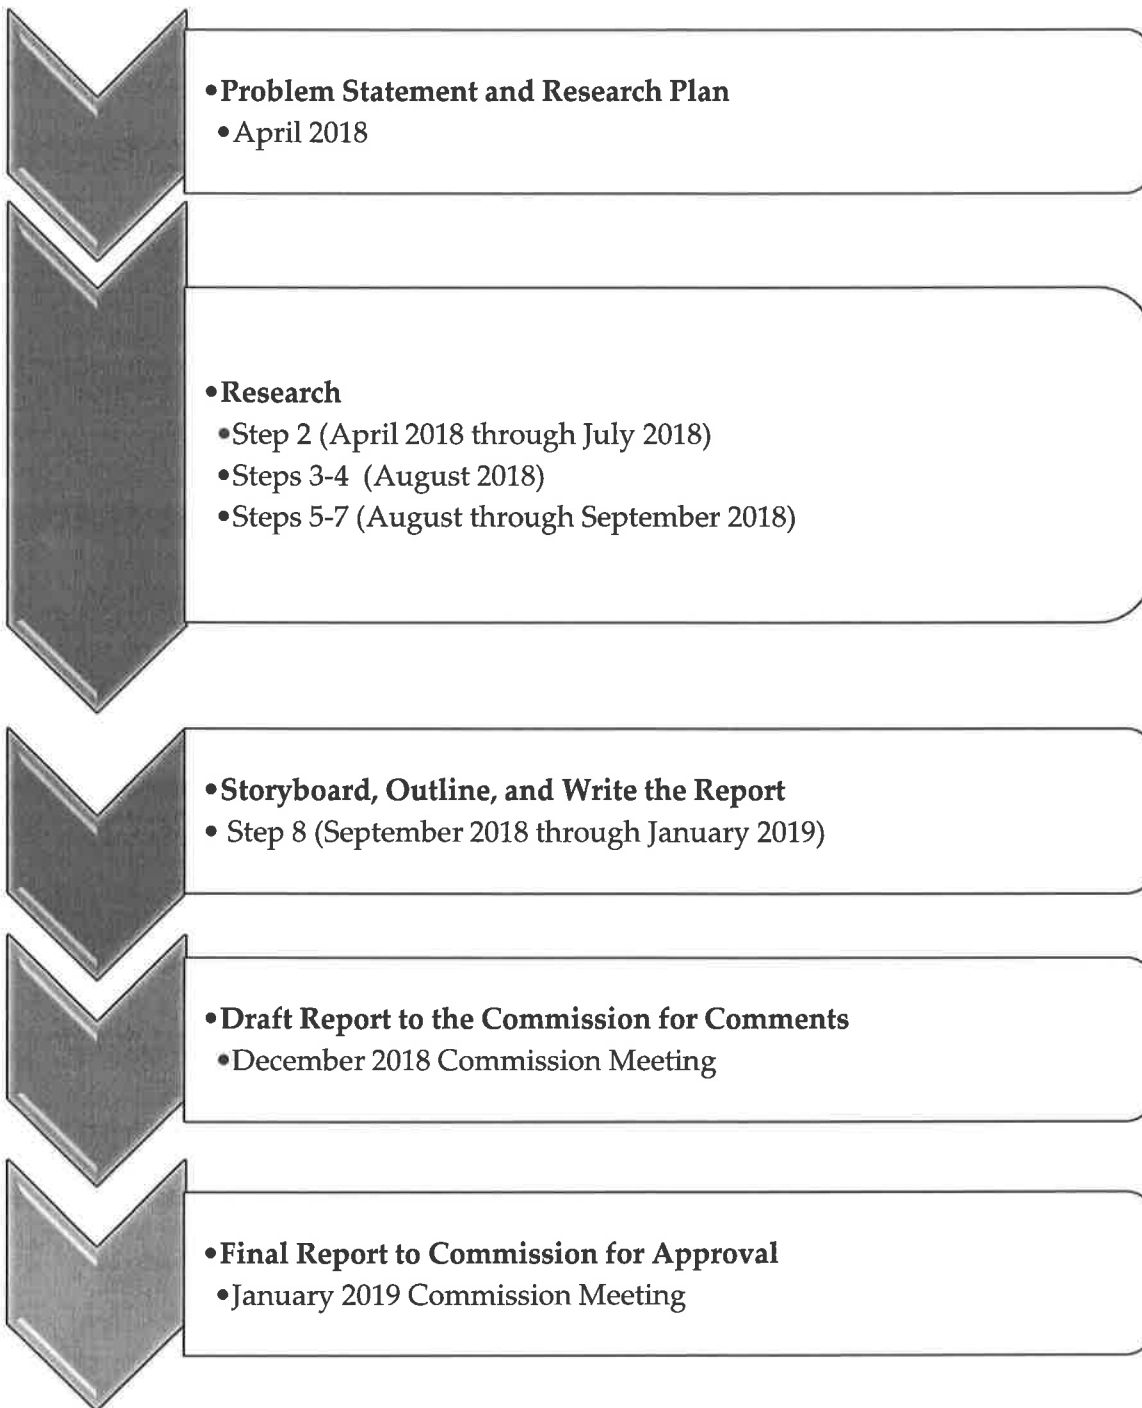 •Problem Statement and Research Plan
•April 2018
•Research
•Step 2 (April 2018 through July 2018)
•Steps 3-4 (August 2018)
•Steps 5-7 (August through September 2018)
•Storyboard, Outline, and Write the Report
• Step 8 (September 2018 through January 2019)
•Draft Report to the Commission for Comments
•December 2018 Commission Meeting
•Final Report to Commission for Approval
•January 2019 Commission Meeting